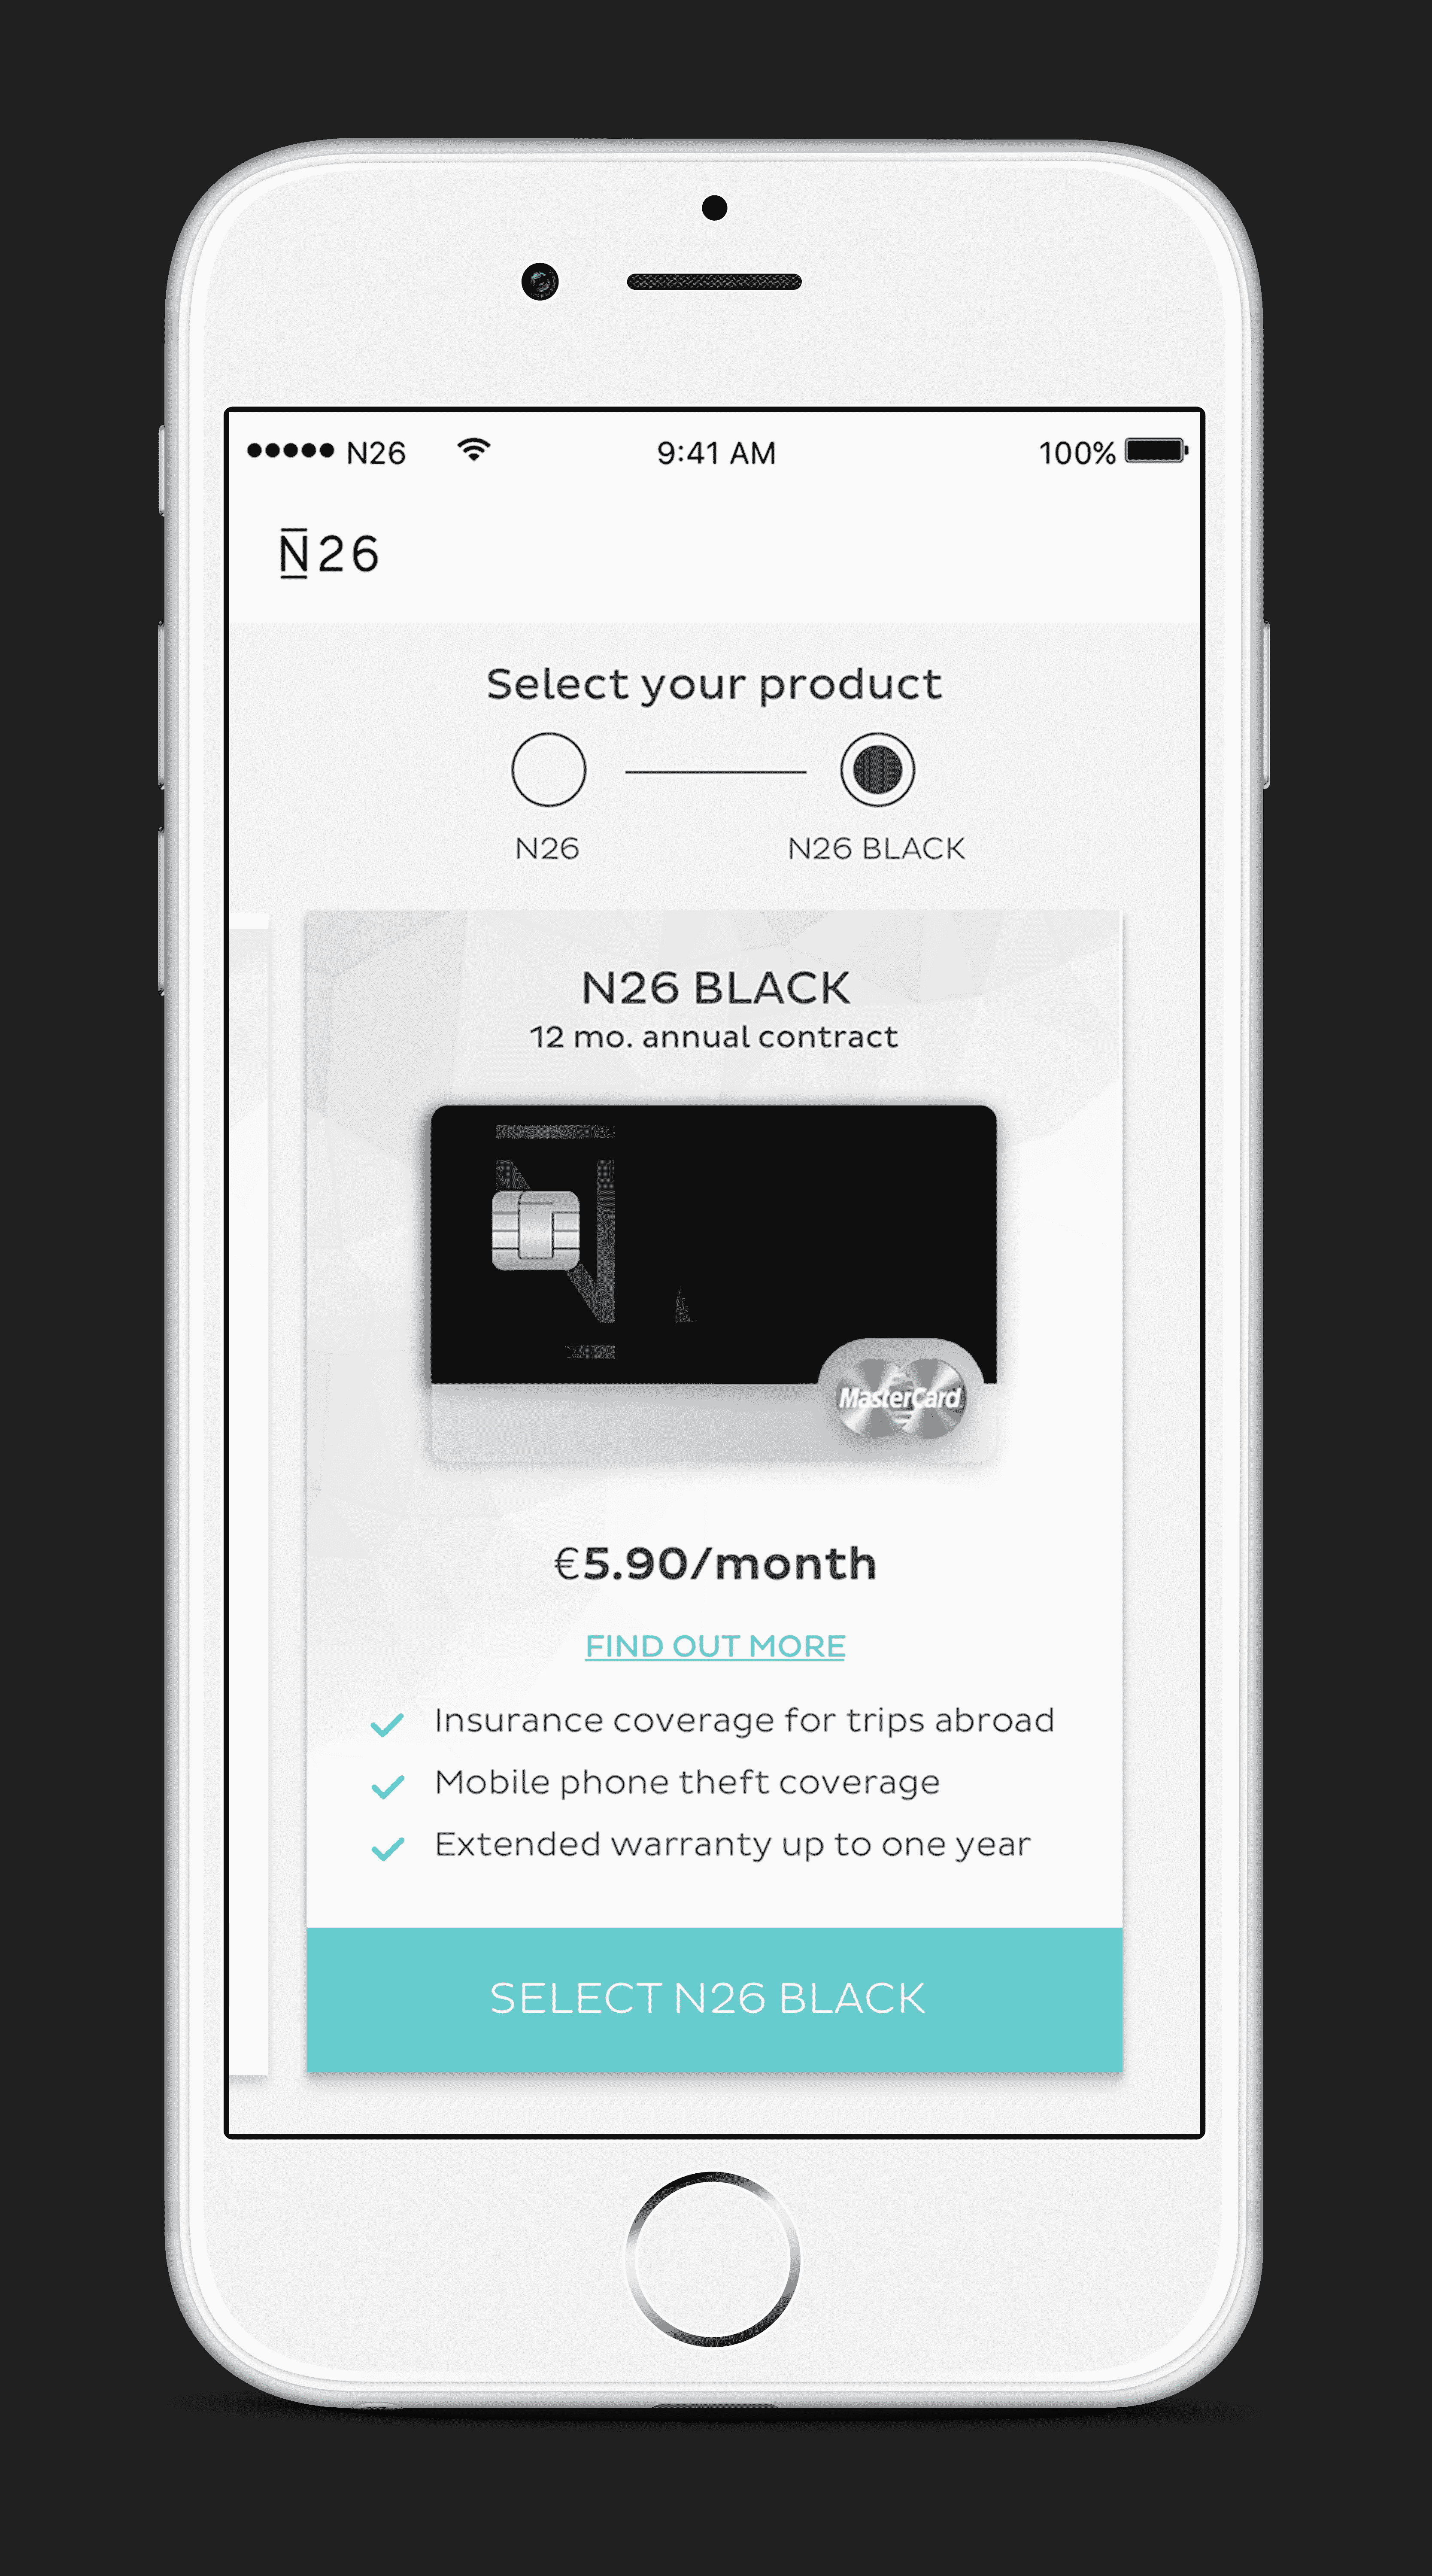 N26
9:41 AM
100%
N26
Select your product
N26
N26 BLACK
N26 BLACK
12 mo. annual contract
N
MasterCard
€5.90/month
FIND OUT MORE
Insurance coverage for trips abroad
Mobile phone theft coverage
Extended warranty up to one year
SELECT N26 BLACK